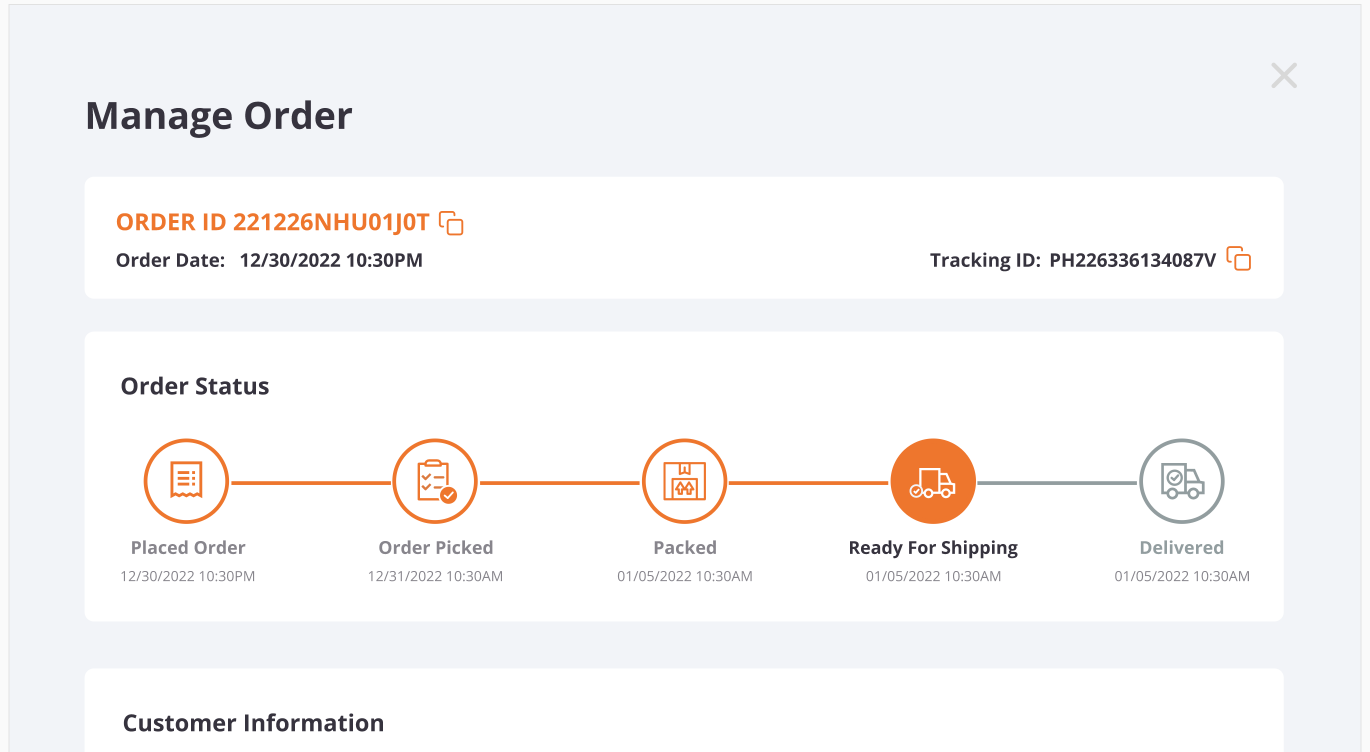 Manage Order
ORDER ID 221226NHU01J0T
Order Date: 12/30/2022 10:30PM
Tracking ID: PH226336134087V
Order Status
Placed Order
12/30/2022 10:30PM
Order Picked
12/31/2022 10:30AM
Packed
01/05/2022 10:30AM
Ready For Shipping
01/05/2022 10:30AM
Delivered
01/05/2022 10:30AM
Customer Information